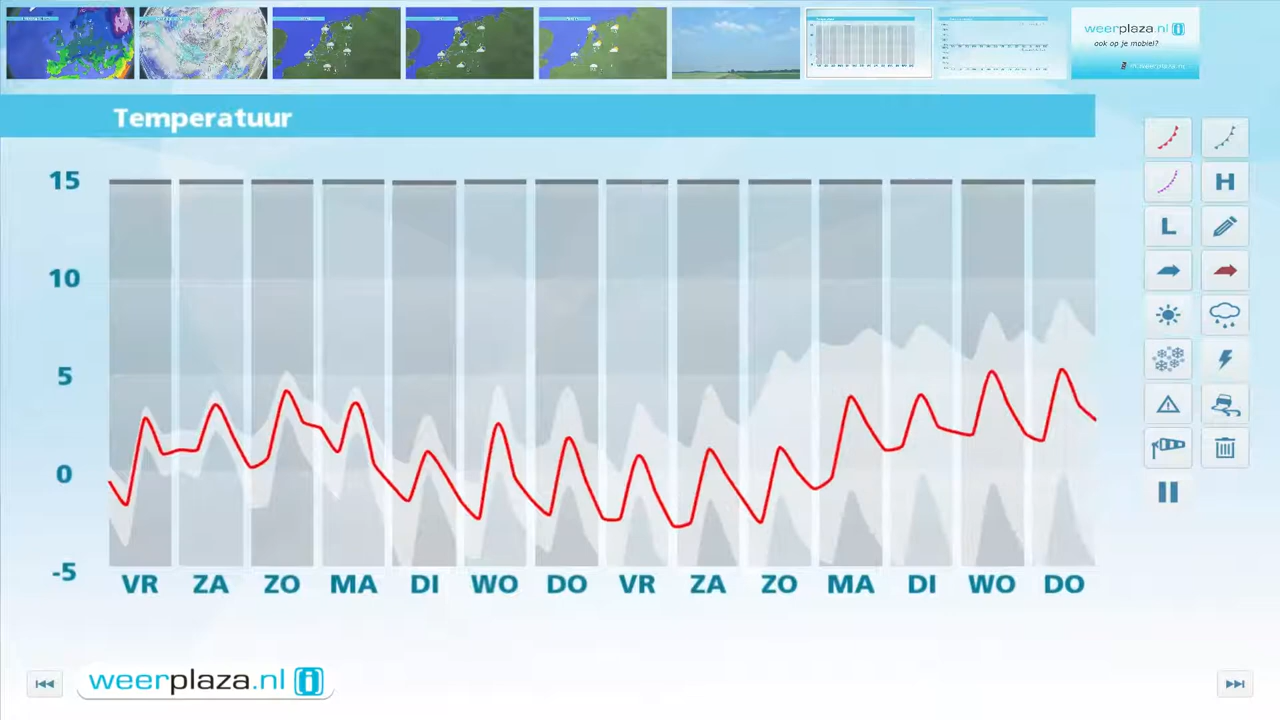 weerplaza.nl
ook op je mobiel?
Temperatuur
15
10
5
0
-5
VR ZA ZO MA DI WO DO VR ZA ZO MA DI WO DO
H
L
weerplaza.nl